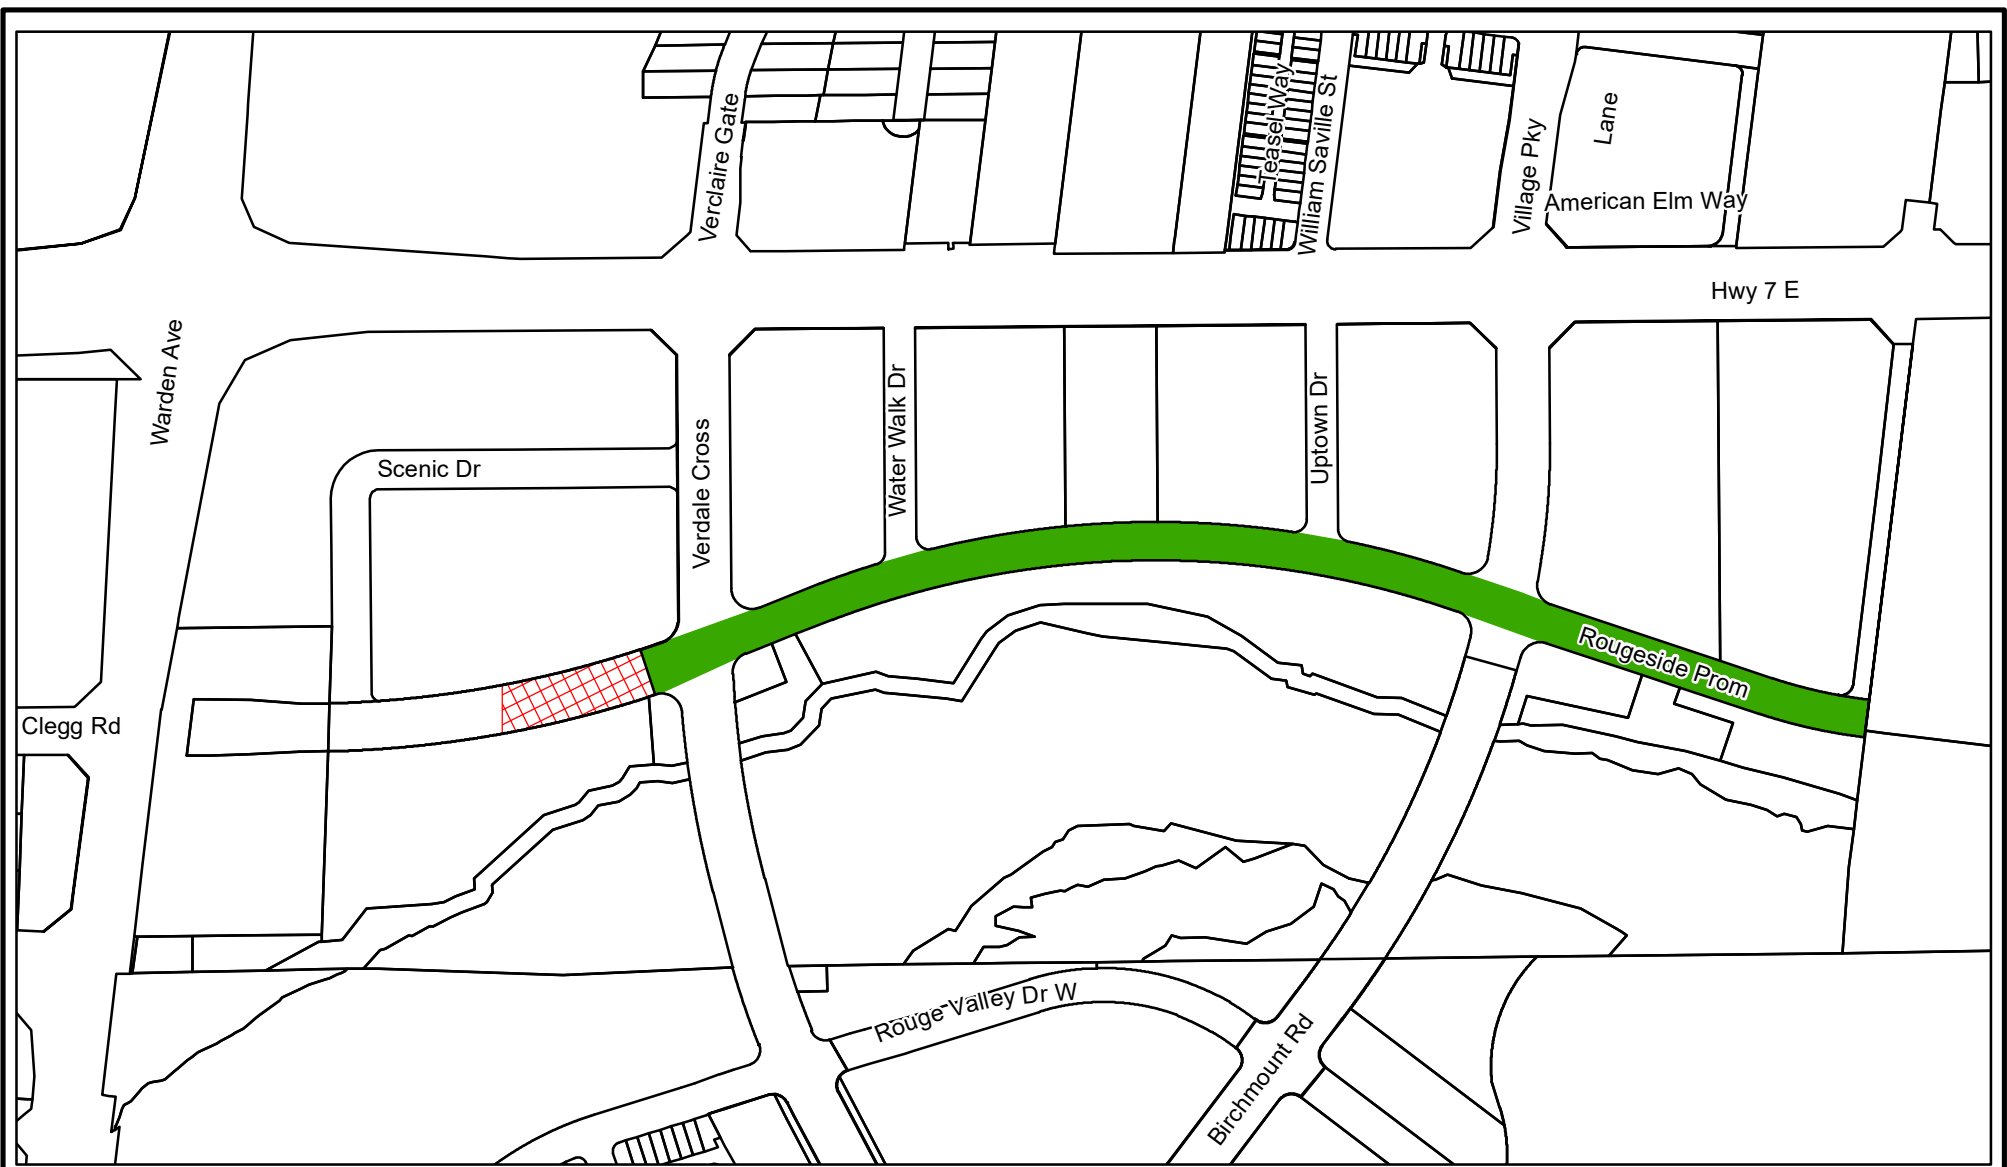 Verclaire Gate
Teasel Way
William Saville St
Village Pky
Lane
American Elm Way
Hwy 7 E
Warden Ave
Scenic Dr
Verdale Cross
Water Walk Dr
Uptown Dr
Rougeside Prom
Clegg Rd
Rouge Valley Dr W
Birchmount Rd